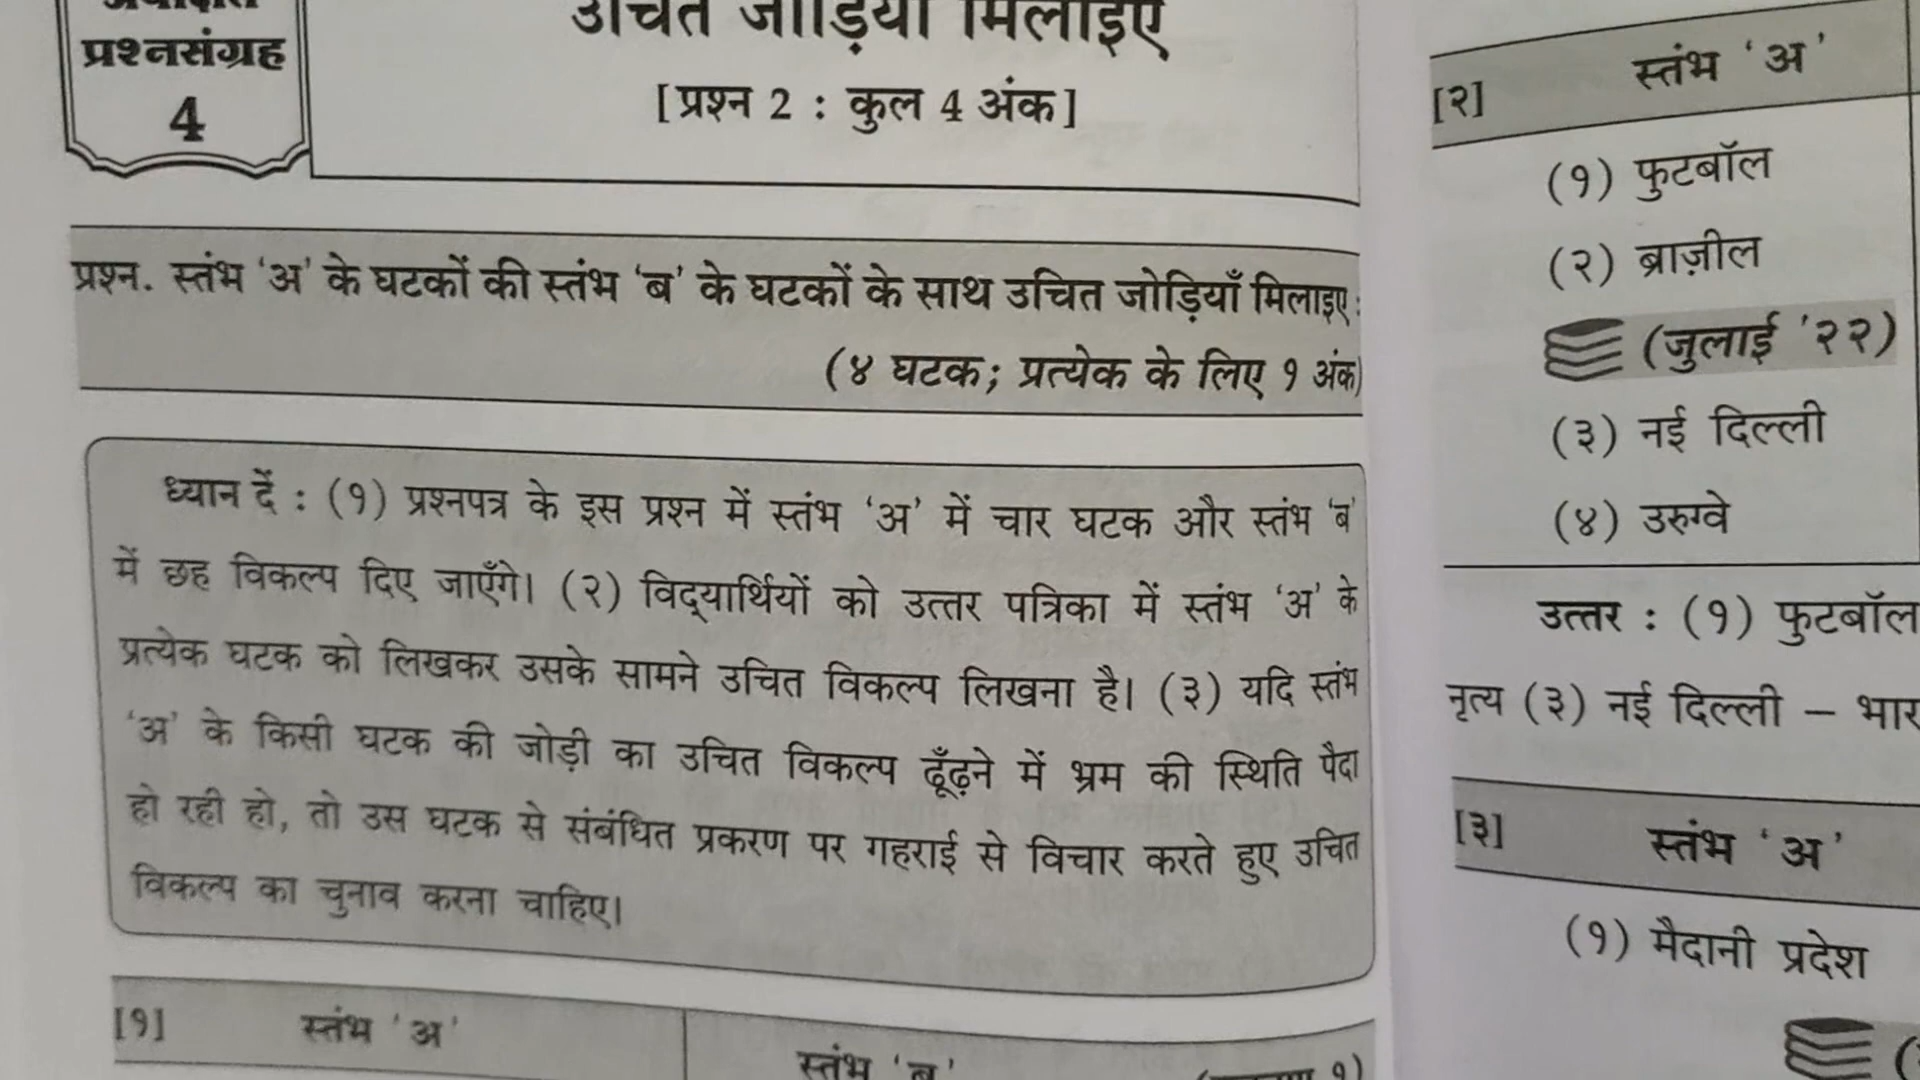 प्रश्नसंग्रह
4
उचित जोड़ियाँ मिलाइए
[प्रश्न 2 : कुल 4 अंक]
प्रश्न. स्तंभ ‘अ’ के घटकों की स्तंभ ‘ब’ के घटकों के साथ उचित जोड़ियाँ मिलाइए :
(४ घटक; प्रत्येक के लिए १ अंक)
ध्यान दें : (१) प्रश्नपत्र के इस प्रश्न में स्तंभ ‘अ’ में चार घटक और स्तंभ ‘ब’
में छह विकल्प दिए जाएँगे। (२) विद्यार्थियों को उत्तर पत्रिका में स्तंभ ‘अ’ के
प्रत्येक घटक को लिखकर उसके सामने उचित विकल्प लिखना है। (३) यदि स्तंभ
‘अ’ के किसी घटक की जोड़ी का उचित विकल्प ढूँढ़ने में भ्रम की स्थिति पैदा
हो रही हो, तो उस घटक से संबंधित प्रकरण पर गहराई से विचार करते हुए उचित
विकल्प का चुनाव करना चाहिए।
[१] स्तंभ ‘अ’
स्तंभ ‘ब’
[२] स्तंभ ‘अ’
(१) फुटबॉल
(२) ब्राज़ील
(जुलाई ’२२)
(३) नई दिल्ली
(४) उरुग्वे
उत्तर : (१) फुटबॉल
नृत्य (३) नई दिल्ली – भार
[३] स्तंभ ‘अ’
(१) मैदानी प्रदेश